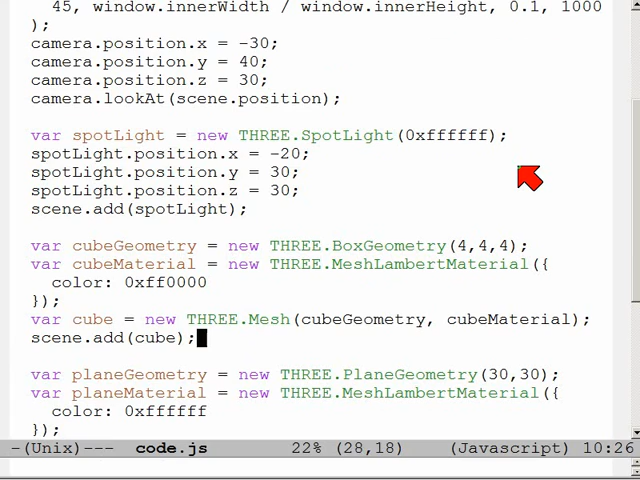 45, window.innerWidth / window.innerHeight, 0.1, 1000
);
camera.position.x = -30;
camera.position.y = 40;
camera.position.z = 30;
camera.lookAt(scene.position);
var spotLight = new THREE.SpotLight(0xffffff);
spotLight.position.x = -20;
spotLight.position.y = 30;
spotLight.position.z = 30;
scene.add(spotLight);
var cubeGeometry = new THREE.BoxGeometry(4,4,4);
var cubeMaterial = new THREE.MeshLambertMaterial({
color: 0xff0000
});
var cube = new THREE.Mesh(cubeGeometry, cubeMaterial);
scene.add(cube);
var planeGeometry = new THREE.PlaneGeometry(30,30);
var planeMaterial = new THREE.MeshLambertMaterial({
color: 0xffffff
});
-(Unix)--- code.js 22% (28,18) (Javascript) 10:26